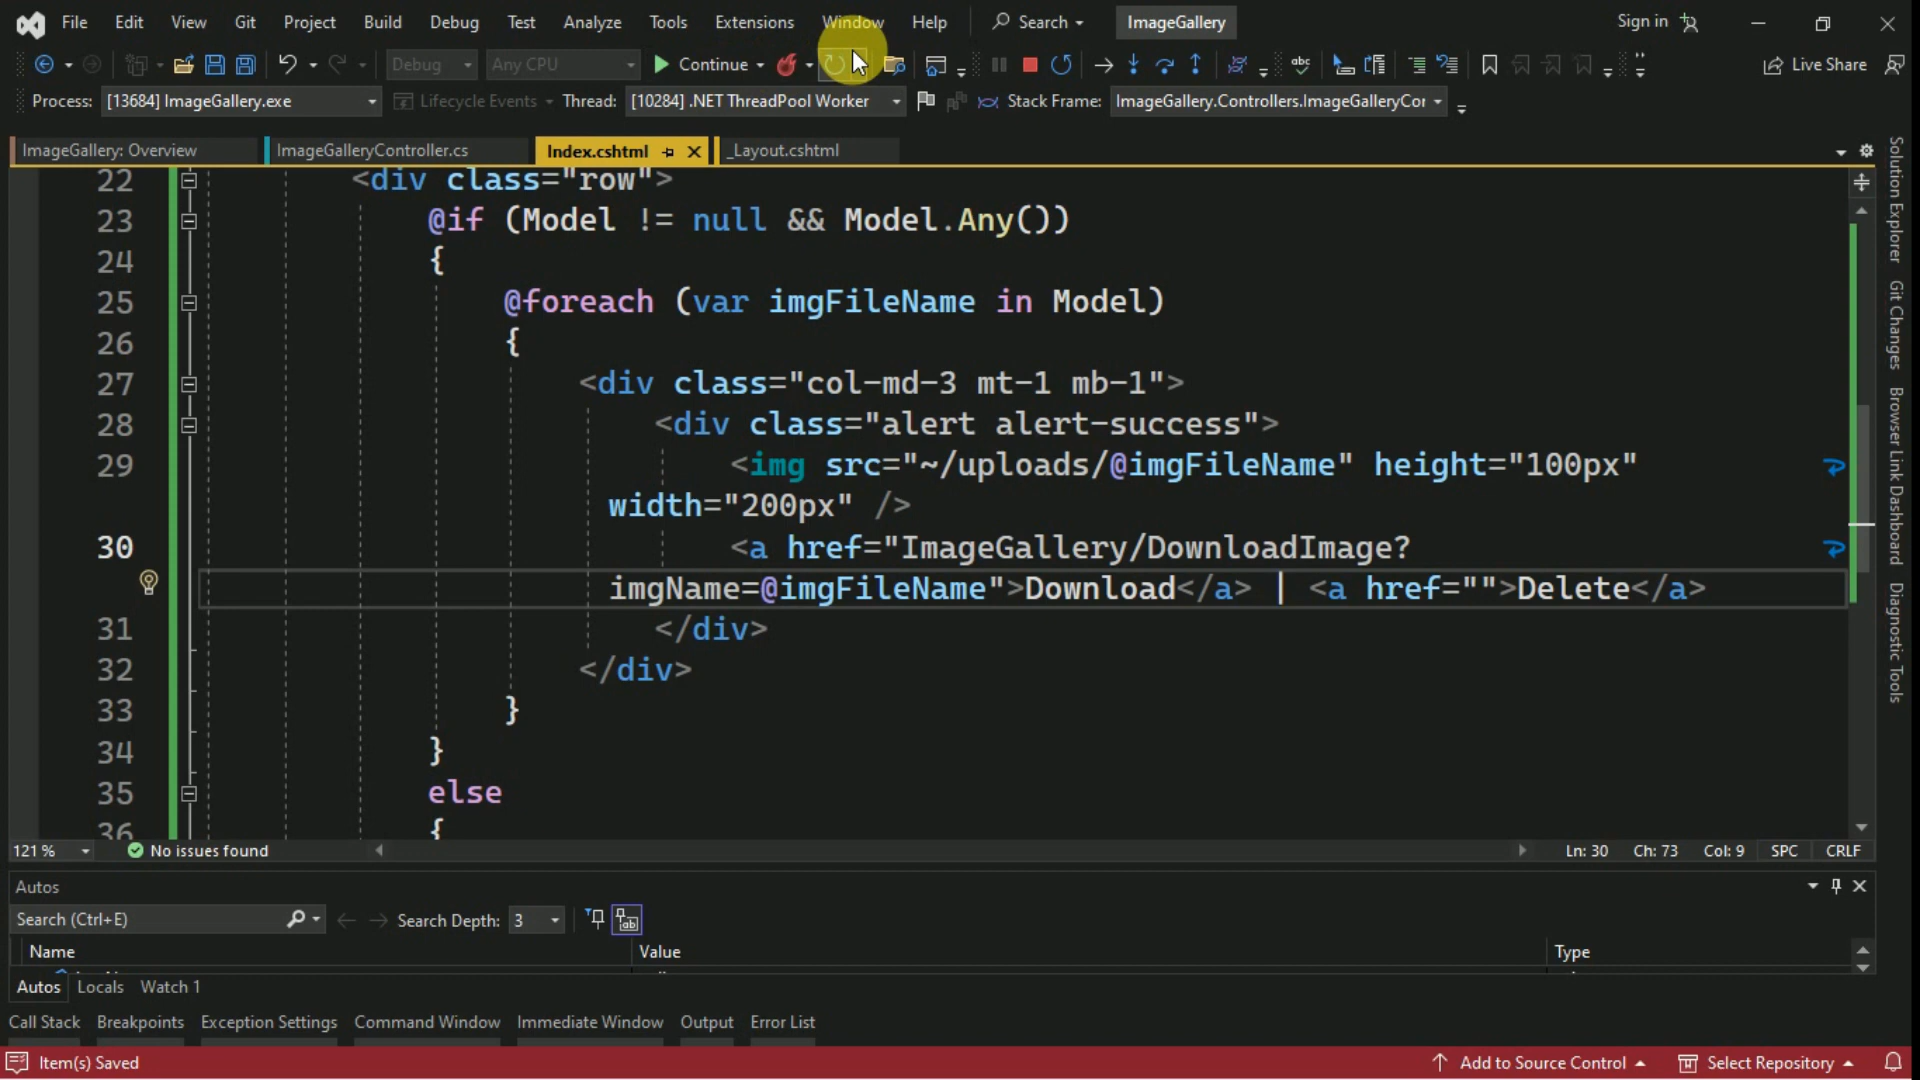 File Edit View Git Project Build Debug Test Analyze Tools Extensions Window Help Search ImageGallery Sign in
Debug Any CPU Continue Live Share
Process: [13684] ImageGallery.exe Lifecycle Events Thread: [10284] .NET ThreadPool Worker Stack Frame: ImageGallery.Controllers.ImageGalleryCor
ImageGallery: Overview ImageGalleryController.cs Index.cshtml _Layout.cshtml
22 <div class="row">
23 @if (Model != null && Model.Any())
24 {
25 @foreach (var imgFileName in Model)
26 {
27 <div class="col-md-3 mt-1 mb-1">
28 <div class="alert alert-success">
29 <img src="~/uploads/@imgFileName" height="100px"
width="200px" />
30 <a href="ImageGallery/DownloadImage?
imgName=@imgFileName">Download</a> | <a href="">Delete</a>
31 </div>
32 </div>
33 }
34 }
35 else
36 {
Solution Explorer
Git Changes
Browser Link Dashboard
Diagnostic Tools
121 % No issues found Ln: 30 Ch: 73 Col: 9 SPC CRLF
Autos
Search (Ctrl+E) Search Depth: 3
Name Value Type
Autos Locals Watch 1
Call Stack Breakpoints Exception Settings Command Window Immediate Window Output Error List
Item(s) Saved Add to Source Control Select Repository